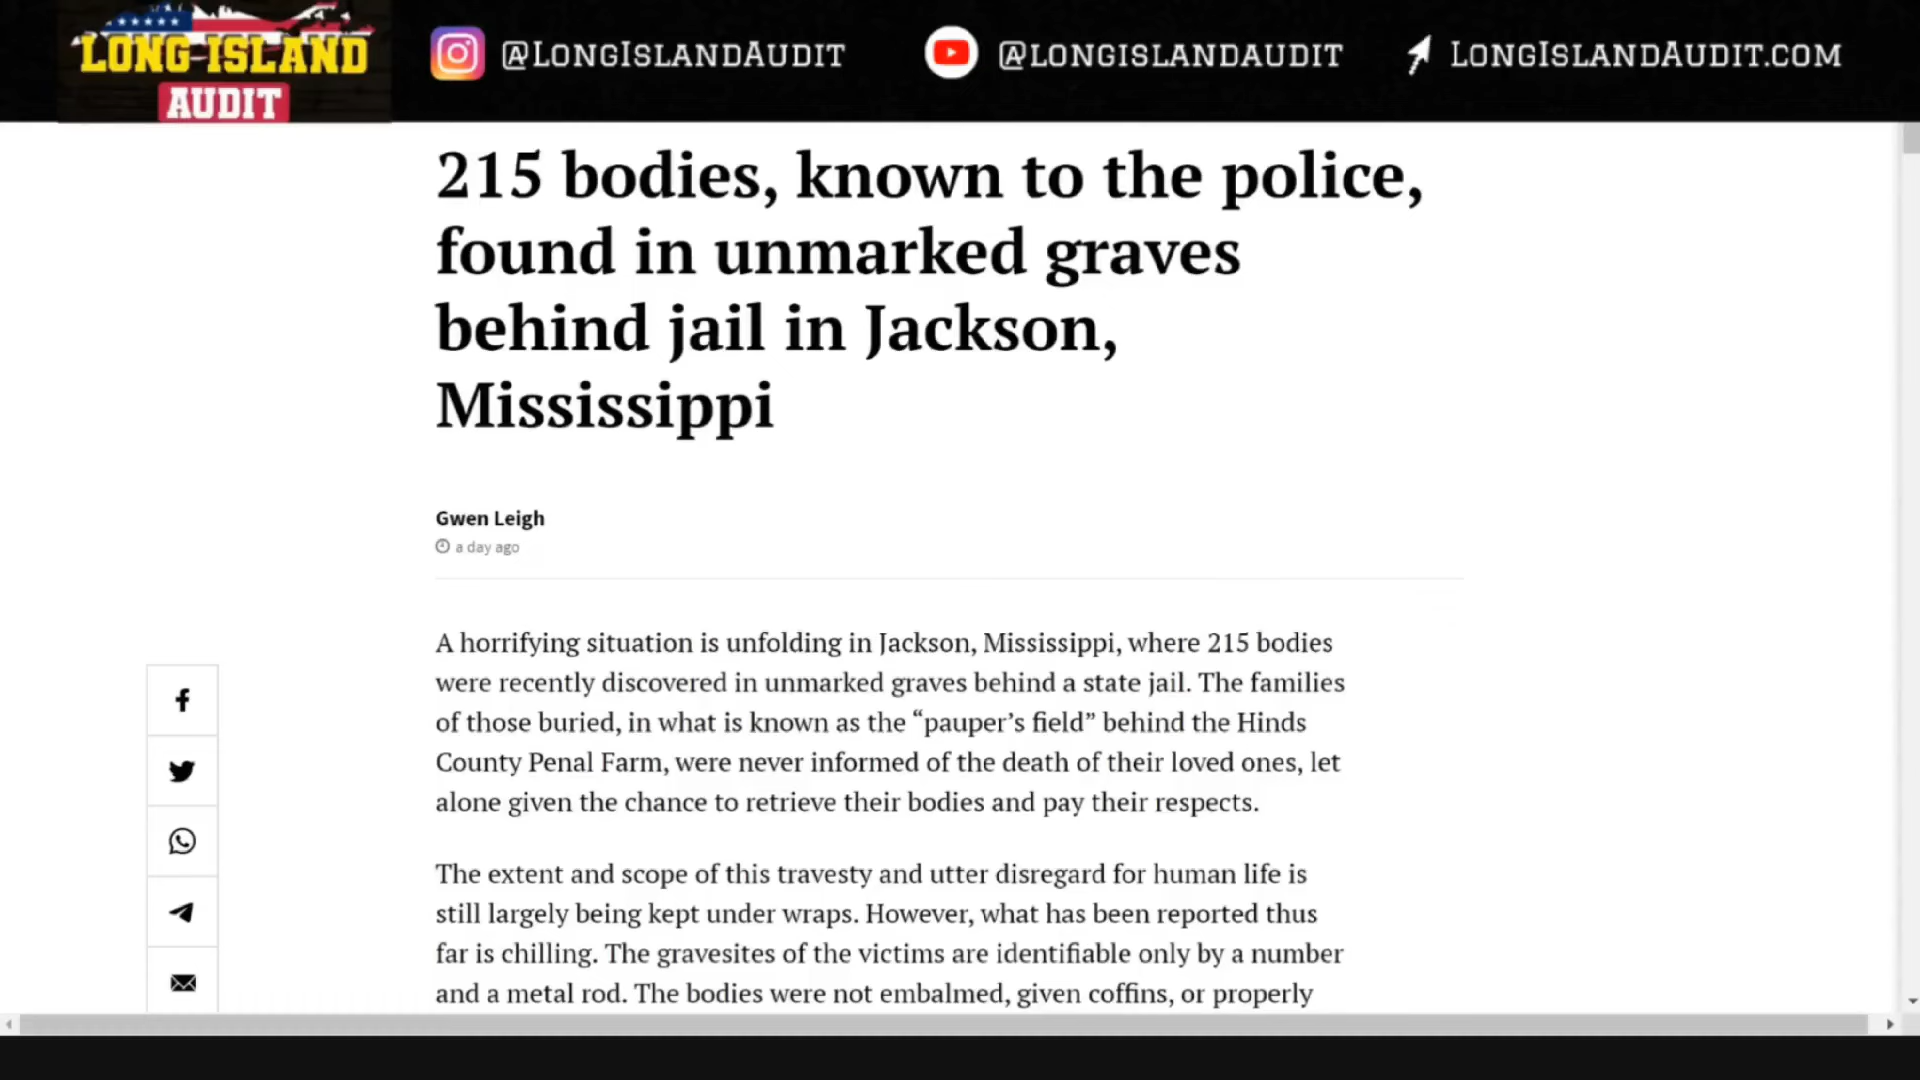 LONG ISLAND
AUDIT
@LongIslandAudit
@longislandaudit
LongIslandAudit.com
215 bodies, known to the police,
found in unmarked graves
behind jail in Jackson,
Mississippi
Gwen Leigh
a day ago
A horrifying situation is unfolding in Jackson, Mississippi, where 215 bodies
were recently discovered in unmarked graves behind a state jail. The families
of those buried, in what is known as the “pauper’s field” behind the Hinds
County Penal Farm, were never informed of the death of their loved ones, let
alone given the chance to retrieve their bodies and pay their respects.
The extent and scope of this travesty and utter disregard for human life is
still largely being kept under wraps. However, what has been reported thus
far is chilling. The gravesites of the victims are identifiable only by a number
and a metal rod. The bodies were not embalmed, given coffins, or properly